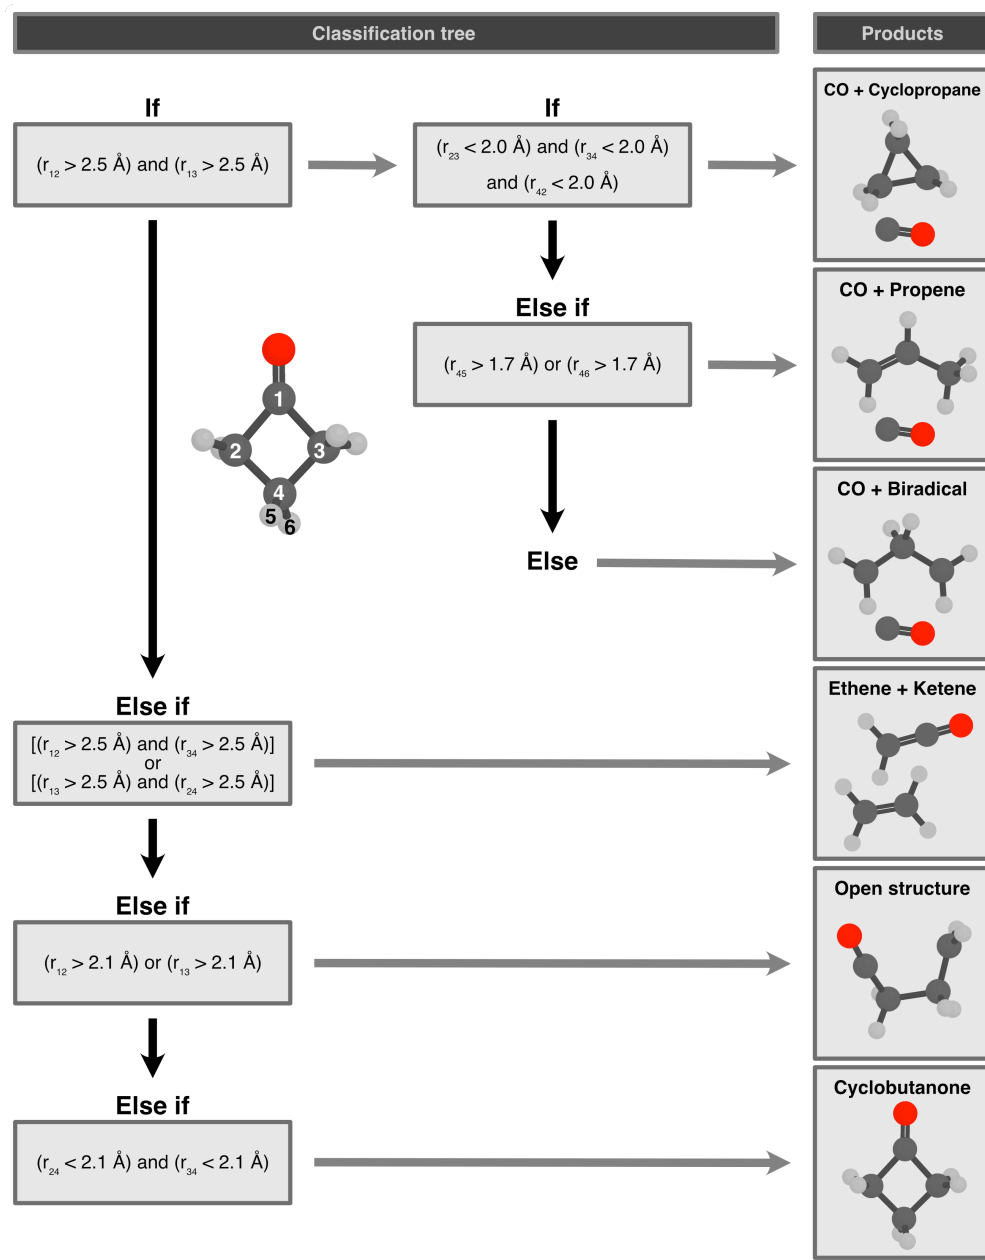 Classification tree
Products
If
(r₁₂ > 2.5 Å) and (r₁₃ > 2.5 Å)
If
(r₂₃ < 2.0 Å) and (r₃₄ < 2.0 Å)
and (r₄₂ < 2.0 Å)
CO + Cyclopropane
Else if
(r₄₅ > 1.7 Å) or (r₄₆ > 1.7 Å)
CO + Propene
1
2
3
4
5
6
Else
CO + Biradical
Else if
[(r₁₂ > 2.5 Å) and (r₃₄ > 2.5 Å)]
or
[(r₁₃ > 2.5 Å) and (r₂₄ > 2.5 Å)]
Ethene + Ketene
Else if
(r₁₂ > 2.1 Å) or (r₁₃ > 2.1 Å)
Open structure
Else if
(r₂₄ < 2.1 Å) and (r₃₄ < 2.1 Å)
Cyclobutanone